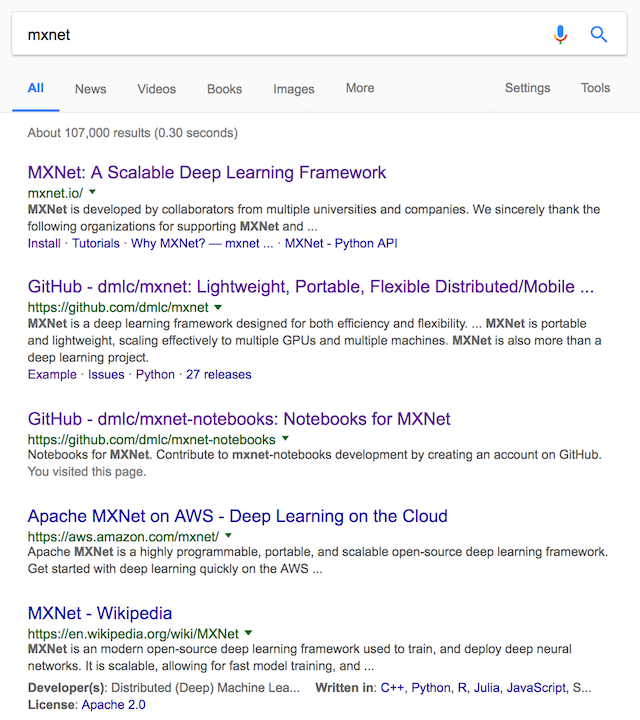 mxnet
All News Videos Books Images More Settings Tools
About 107,000 results (0.30 seconds)
MXNet: A Scalable Deep Learning Framework
mxnet.io/
MXNet is developed by collaborators from multiple universities and companies. We sincerely thank the
following organizations for supporting MXNet and ...
Install · Tutorials · Why MXNet? — mxnet ... · MXNet - Python API
GitHub - dmlc/mxnet: Lightweight, Portable, Flexible Distributed/Mobile ...
https://github.com/dmlc/mxnet
MXNet is a deep learning framework designed for both efficiency and flexibility. ... MXNet is portable
and lightweight, scaling effectively to multiple GPUs and multiple machines. MXNet is also more than a
deep learning project.
Example · Issues · Python · 27 releases
GitHub - dmlc/mxnet-notebooks: Notebooks for MXNet
https://github.com/dmlc/mxnet-notebooks
Notebooks for MXNet. Contribute to mxnet-notebooks development by creating an account on GitHub.
You visited this page.
Apache MXNet on AWS - Deep Learning on the Cloud
https://aws.amazon.com/mxnet/
Apache MXNet is a highly programmable, portable, and scalable open-source deep learning framework.
Get started with deep learning quickly on the AWS ...
MXNet - Wikipedia
https://en.wikipedia.org/wiki/MXNet
MXNet is an modern open-source deep learning framework used to train, and deploy deep neural
networks. It is scalable, allowing for fast model training, and ...
Developer(s): Distributed (Deep) Machine Lea... Written in: C++, Python, R, Julia, JavaScript, S...
License: Apache 2.0